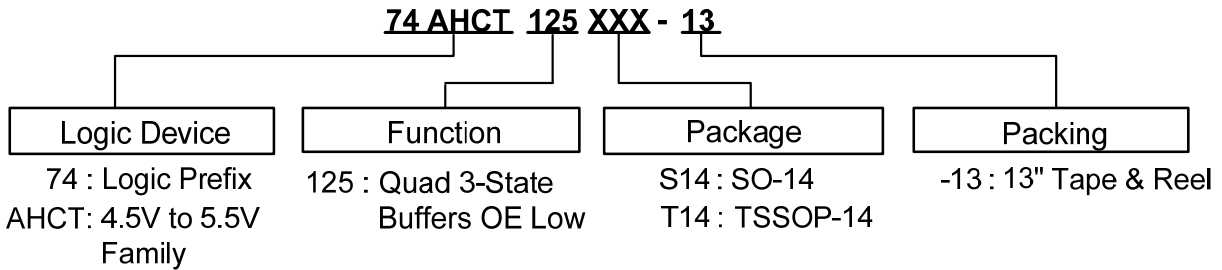 74 AHCT 125 XXX - 13
Logic Device
Function
Package
Packing
74 : Logic Prefix
AHCT: 4.5V to 5.5V
Family
125 : Quad 3-State
Buffers OE Low
S14 : SO-14
T14 : TSSOP-14
-13 : 13" Tape & Reel